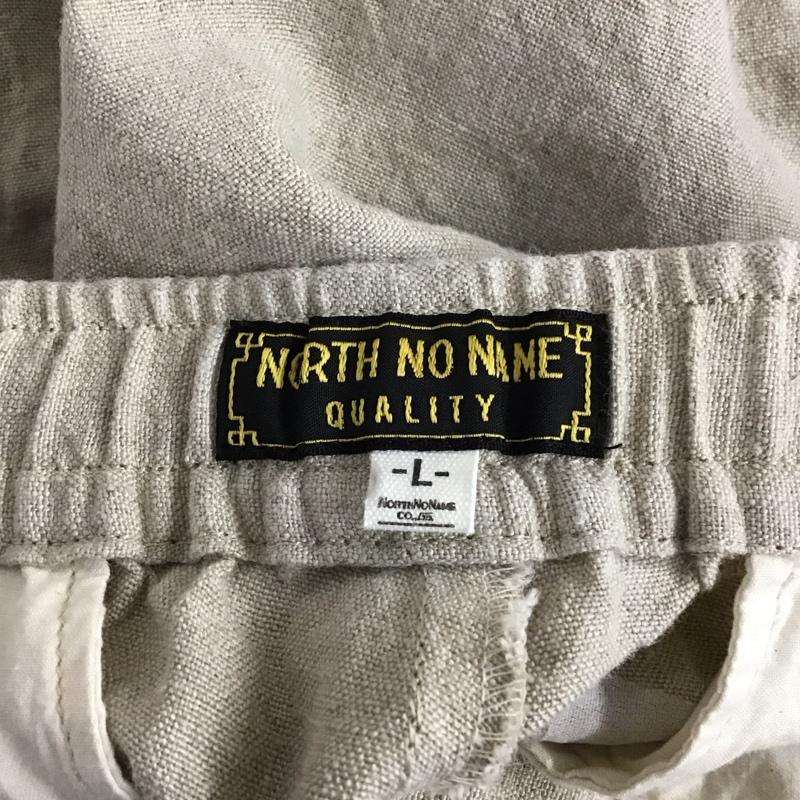 NORTH NO NAME
QUALITY
-L-
NORTHNONAME
CO.,LTD.